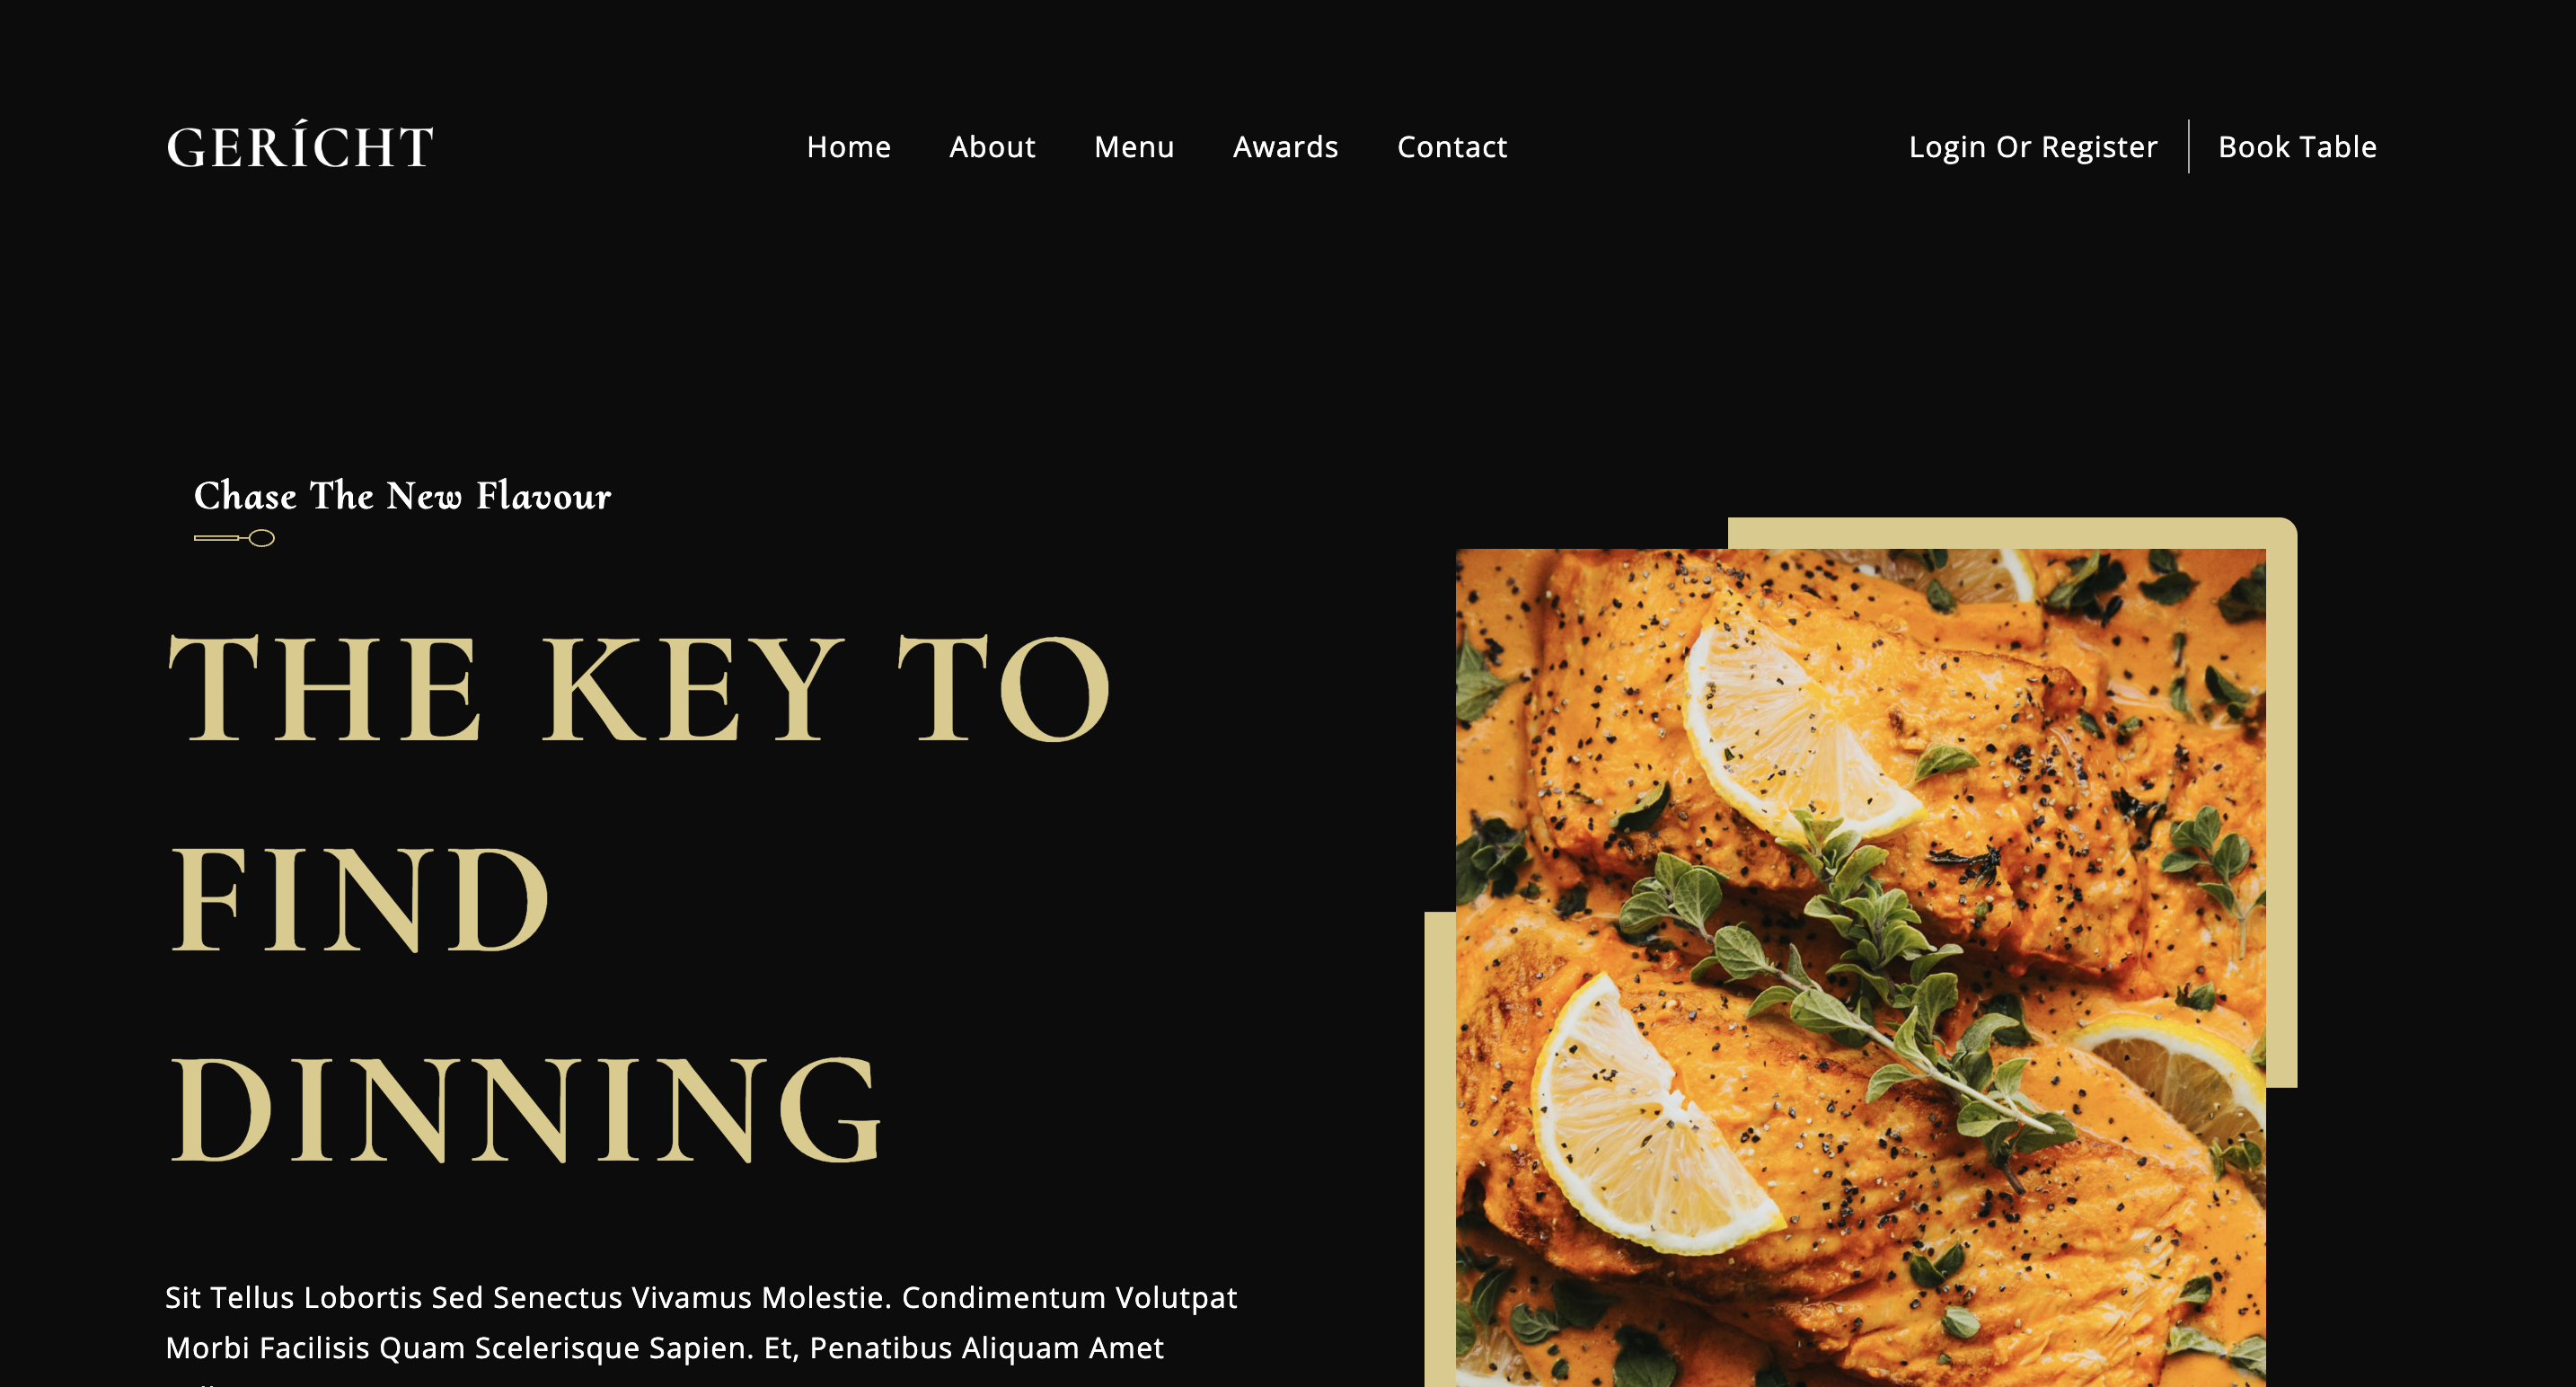 GERÍCHT
Home About Menu Awards Contact
Login Or Register Book Table
Chase The New Flavour
THE KEY TO
FIND
DINNING
Sit Tellus Lobortis Sed Senectus Vivamus Molestie. Condimentum Volutpat
Morbi Facilisis Quam Scelerisque Sapien. Et, Penatibus Aliquam Amet